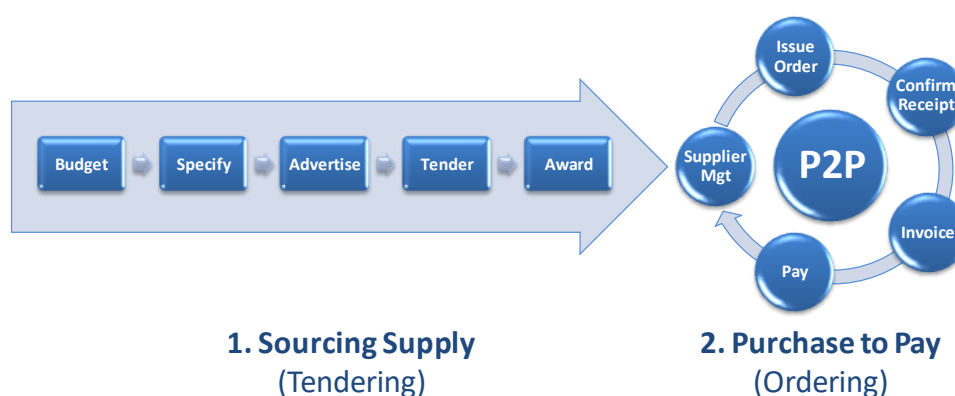 Budget
Specify
Advertise
Tender
Award
Issue
Order
Confirm
Receipt
Supplier
Mgt
P2P
Invoice
Pay
1. Sourcing Supply
(Tendering)
2. Purchase to Pay
(Ordering)